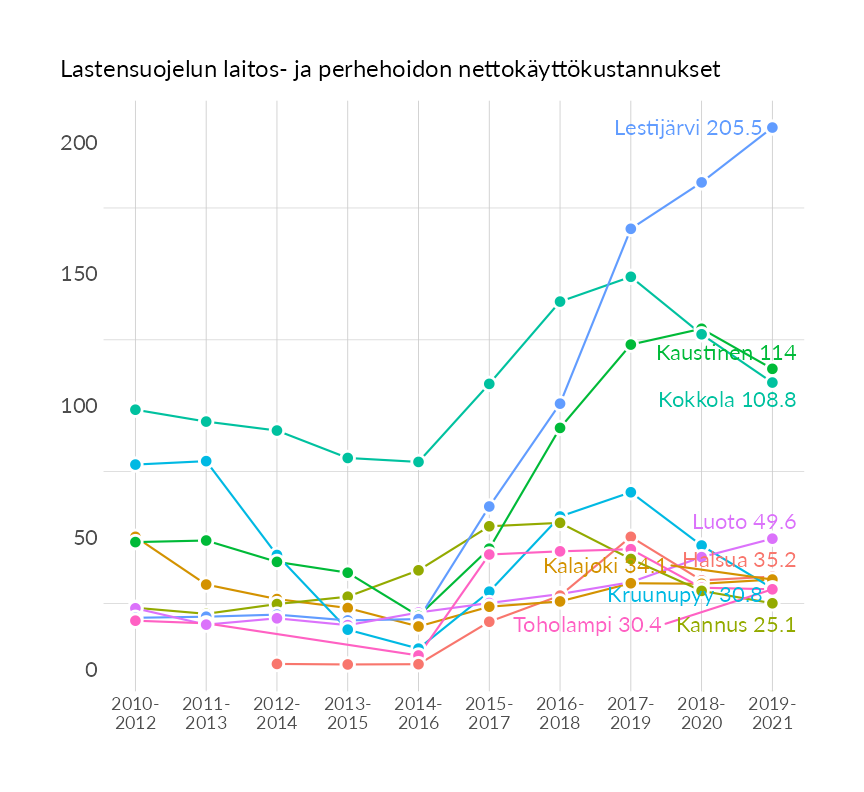 Lastensuojelun laitos- ja perhehoidon nettokäyttökustannukset
200
Lestijärvi 205.5
150
Kaustinen 114
100
Kokkola 108.8
50
Luoto 49.6
Halsua 35.2
Kalajoki 34.1
Kruunupyy 30.8
Toholampi 30.4
Kannus 25.1
0
2010-
2012
2011-
2013
2012-
2014
2013-
2015
2014-
2016
2015-
2017
2016-
2018
2017-
2019
2018-
2020
2019-
2021